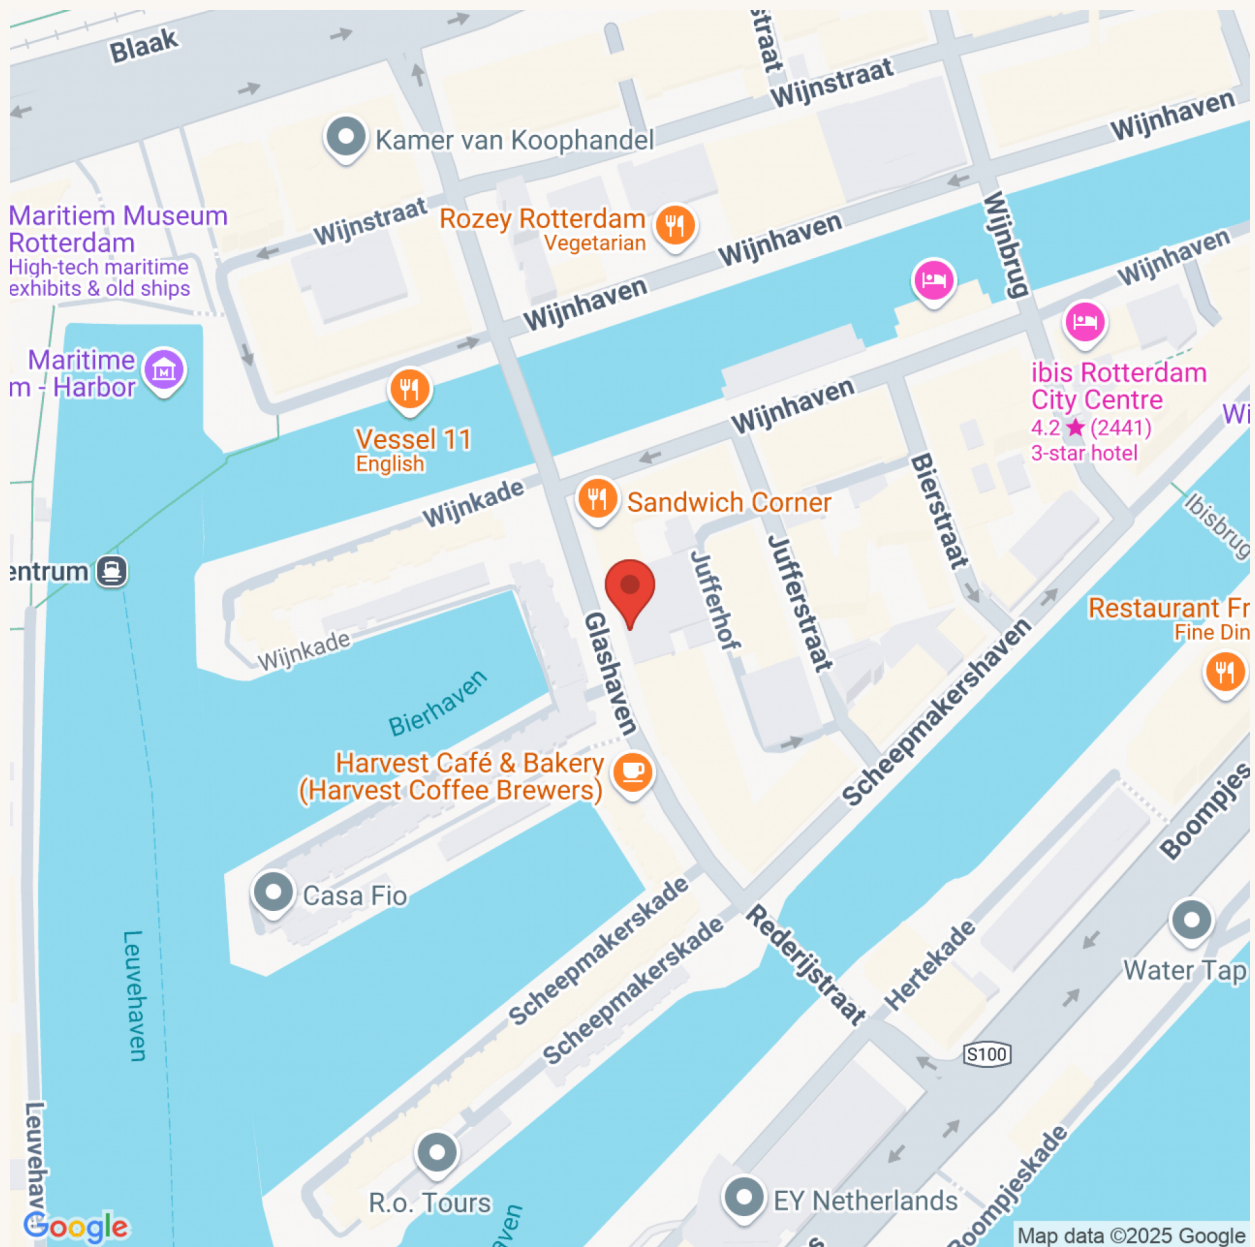 Blaak
straat
Wijnstraat
Wijnhaven
Kamer van Koophandel
Maritiem Museum
Rotterdam
High-tech maritime
exhibits & old ships
Wijnstraat
Rozey Rotterdam
Vegetarian
Wijnhaven
Wijnbrug
Wijnhaven
Wijnhaven
Maritime
m - Harbor
ibis Rotterdam
City Centre
4.2 ★ (2441)
3-star hotel
Wi
Vessel 11
English
Wijnhaven
Wijnkade
Sandwich Corner
Bierstraat
Ibisbrug
entrum
Jufferhof
Jufferstraat
Restaurant Fr
Fine Din
Wijnkade
Glashaven
Bierhaven
Scheepmakershaven
Harvest Café & Bakery
(Harvest Coffee Brewers)
Boompjes
Casa Fio
Scheepmakerskade
Scheepmakerskade
Rederijstraat
Hertekade
Water Tap
Leuvehaven
S100
Leuvehav
Boompjeskade
R.o. Tours
EY Netherlands
aven
s
Google
Map data ©2025 Google